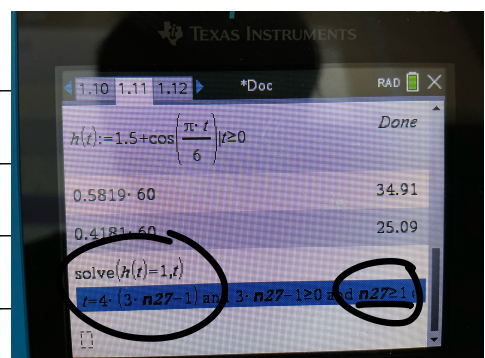 TEXAS INSTRUMENTS
1.10 1.11 1.12 *Doc RAD
h(t):=1.5+cos(π·t/6)|t≥0 Done
0.5819·60 34.91
0.4181·60 25.09
solve(h(t)=1,t)
t=4·(3·n27-1) and 3·n27-1≥0 and n27≥1